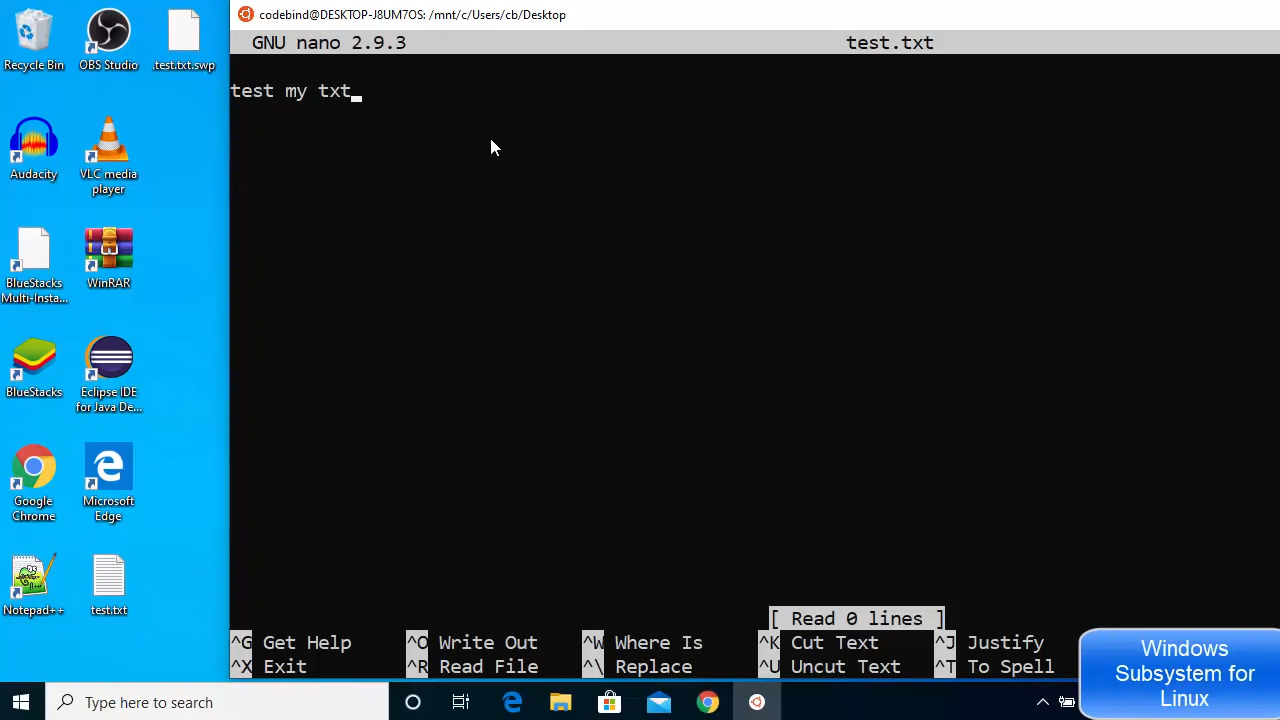 codebind@DESKTOP-J8UM7OS: /mnt/c/Users/cb/Desktop
GNU nano 2.9.3 test.txt
test my txt
Recycle Bin
OBS Studio
.test.txt.swp
Audacity
VLC media
player
BlueStacks
Multi-Insta...
WinRAR
BlueStacks
Eclipse IDE
for Java De...
Google
Chrome
Microsoft
Edge
Notepad++
test.txt
[ Read 0 lines ]
^G Get Help ^O Write Out ^W Where Is ^K Cut Text ^J Justify
^X Exit ^R Read File ^\ Replace ^U Uncut Text ^T To Spell
Windows
Subsystem for
Linux
Type here to search